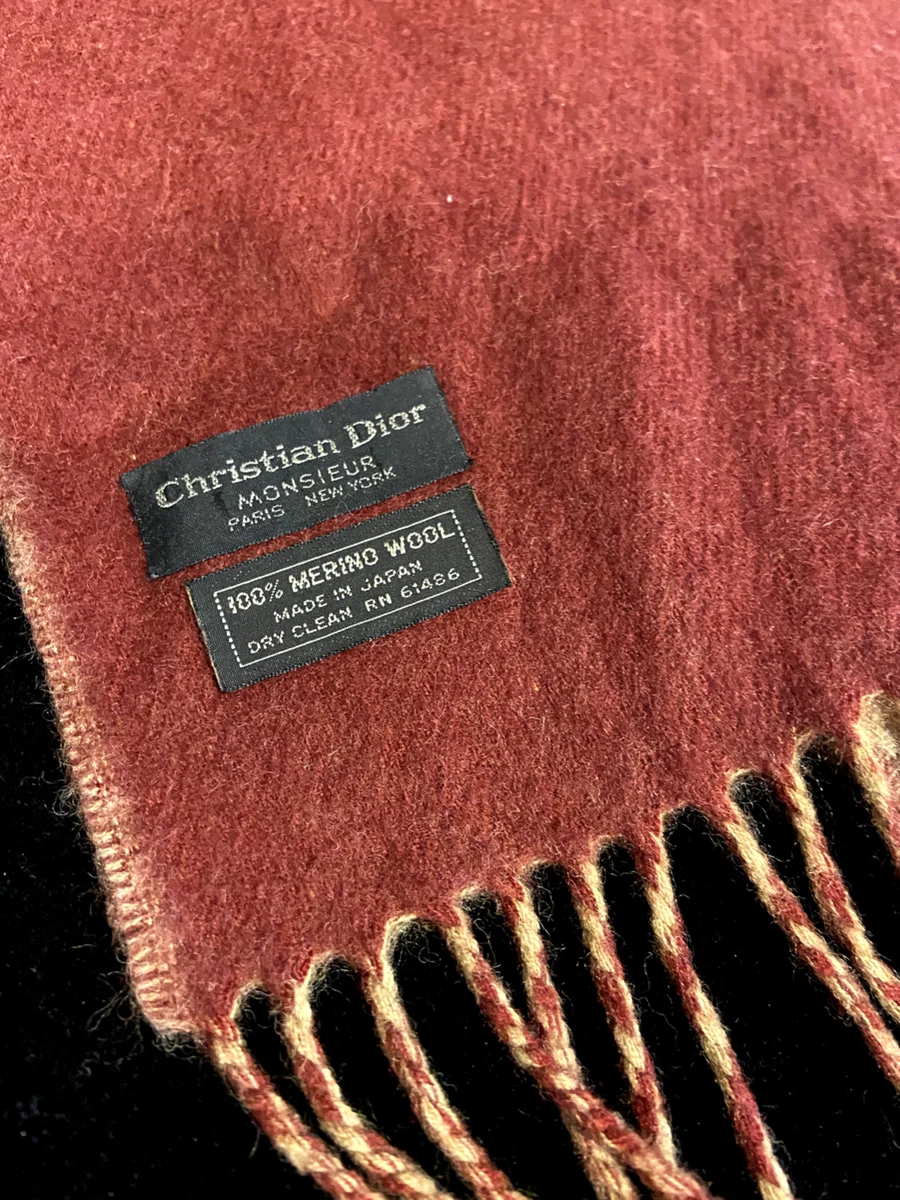 Christian Dior
MONSIEUR
PARIS NEW YORK
100% MERINO WOOL
MADE IN JAPAN
DRY CLEAN RN 61486